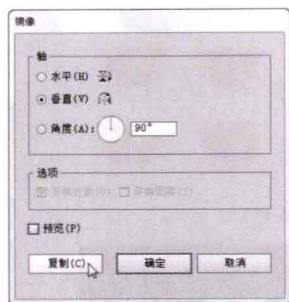 镜像
轴
水平(H)
垂直(V)
角度(A): 90°
选项
预览(P)
复制(C) 确定 取消